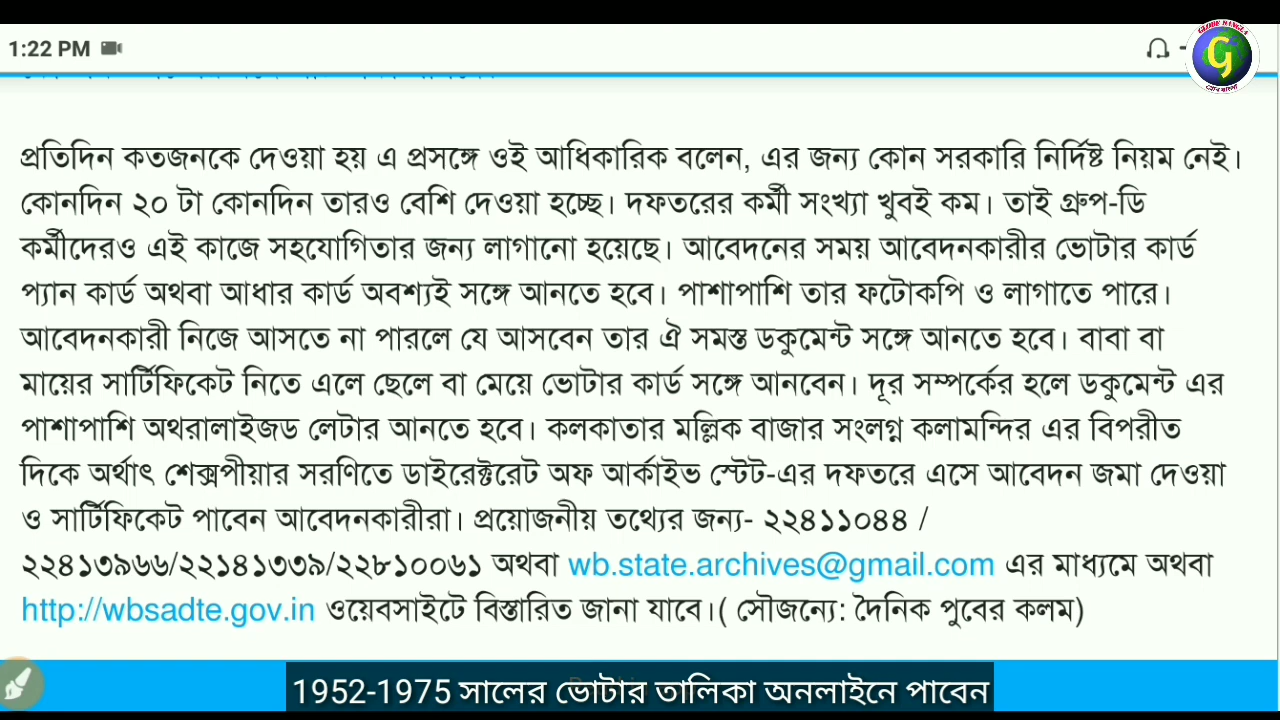 1:22 PM
GLOBE BANGLA
G
গ্লোব বাংলা
প্রতিদিন কতজনকে দেওয়া হয় এ প্রসঙ্গে ওই আধিকারিক বলেন, এর জন্য কোন সরকারি নির্দিষ্ট নিয়ম নেই।
কোনদিন ২০ টা কোনদিন তারও বেশি দেওয়া হচ্ছে। দফতরের কর্মী সংখ্যা খুবই কম। তাই গ্রুপ-ডি
কর্মীদেরও এই কাজে সহযোগিতার জন্য লাগানো হয়েছে। আবেদনের সময় আবেদনকারীর ভোটার কার্ড
প্যান কার্ড অথবা আধার কার্ড অবশ্যই সঙ্গে আনতে হবে। পাশাপাশি তার ফটোকপি ও লাগাতে পারে।
আবেদনকারী নিজে আসতে না পারলে যে আসবেন তার ঐ সমস্ত ডকুমেন্ট সঙ্গে আনতে হবে। বাবা বা
মায়ের সার্টিফিকেট নিতে এলে ছেলে বা মেয়ে ভোটার কার্ড সঙ্গে আনবেন। দূর সম্পর্কের হলে ডকুমেন্ট এর
পাশাপাশি অথরালাইজড লেটার আনতে হবে। কলকাতার মল্লিক বাজার সংলগ্ন কলামন্দির এর বিপরীত
দিকে অর্থাৎ শেক্সপীয়ার সরণিতে ডাইরেক্টরেট অফ আর্কাইভ স্টেট-এর দফতরে এসে আবেদন জমা দেওয়া
ও সার্টিফিকেট পাবেন আবেদনকারীরা। প্রয়োজনীয় তথ্যের জন্য- ২২৪১১০৪৪ /
২২৪১৩৯৬৬/২২১৪১৩৩৯/২২৮১০০৬১ অথবা wb.state.archives@gmail.com এর মাধ্যমে অথবা
http://wbsadte.gov.in ওয়েবসাইটে বিস্তারিত জানা যাবে।( সৌজন্যে: দৈনিক পুবের কলম)
1952-1975 সালের ভোটার তালিকা অনলাইনে পাবেন